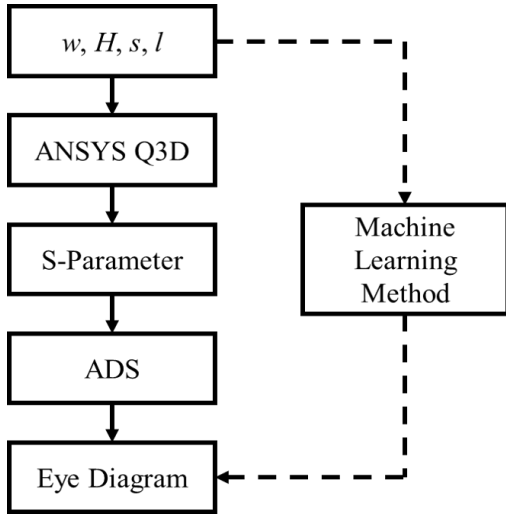 w, H, s, l
ANSYS Q3D
S-Parameter
ADS
Eye Diagram
Machine
Learning
Method